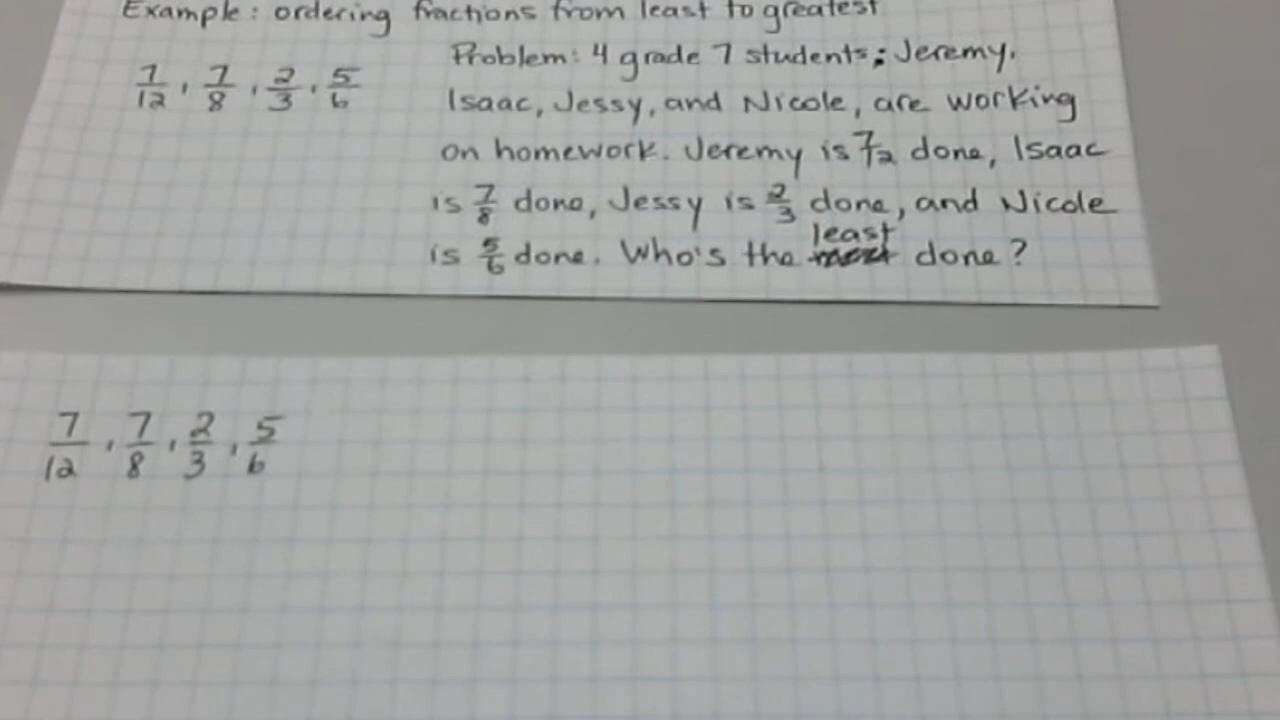 Example: ordering fractions from least to greatest
7/12, 7/8, 2/3, 5/6
Problem: 4 grade 7 students: Jeremy,
Isaac, Jessy, and Nicole, are working
on homework. Jeremy is 7/12 done, Isaac
is 7/8 done, Jessy is 2/3 done, and Nicole
is 5/6 done. Who's the least done?
7/12, 7/8, 2/3, 5/6